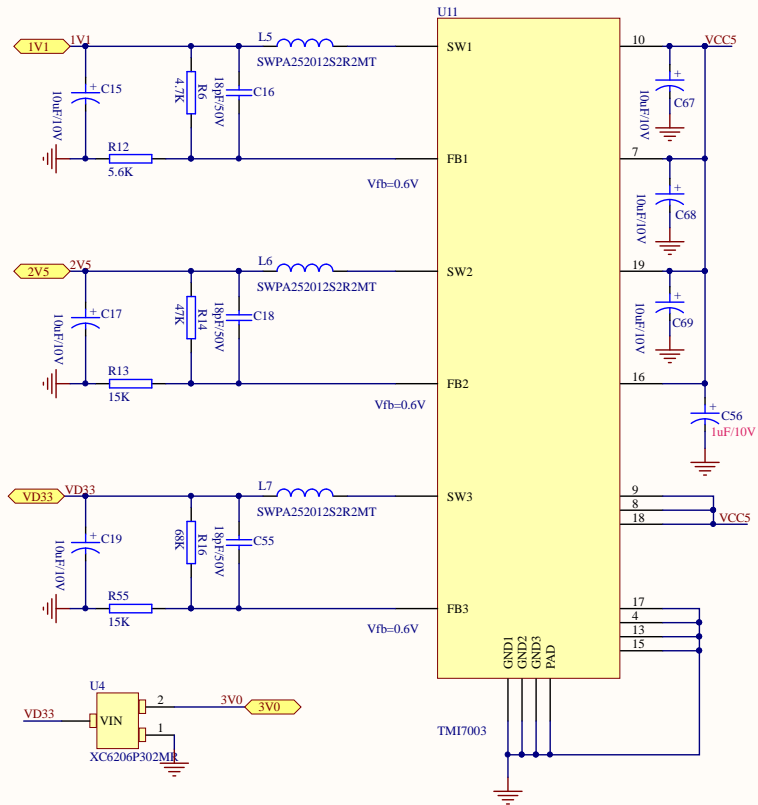 U11
1V1
1V1
L5
SWPA252012S2R2MT
SW1
10
VCC5
C15
10uF/10V
R6
4.7K
18pF/50V
C16
C67
10uF/10V
R12
5.6K
FB1
Vfb=0.6V
7
C68
10uF/10V
2V5
2V5
L6
SWPA252012S2R2MT
SW2
19
C17
10uF/10V
R14
47K
18pF/50V
C18
C69
10uF/10V
R13
15K
FB2
Vfb=0.6V
16
C56
1uF/10V
VD33
VD33
L7
SWPA252012S2R2MT
SW3
9
8
18
VCC5
C19
10uF/10V
R16
68K
18pF/50V
C55
R55
15K
FB3
Vfb=0.6V
17
4
13
15
GND1
GND2
GND3
PAD
TMI7003
U4
VD33
VIN
2
1
3V0
3V0
XC6206P302MR